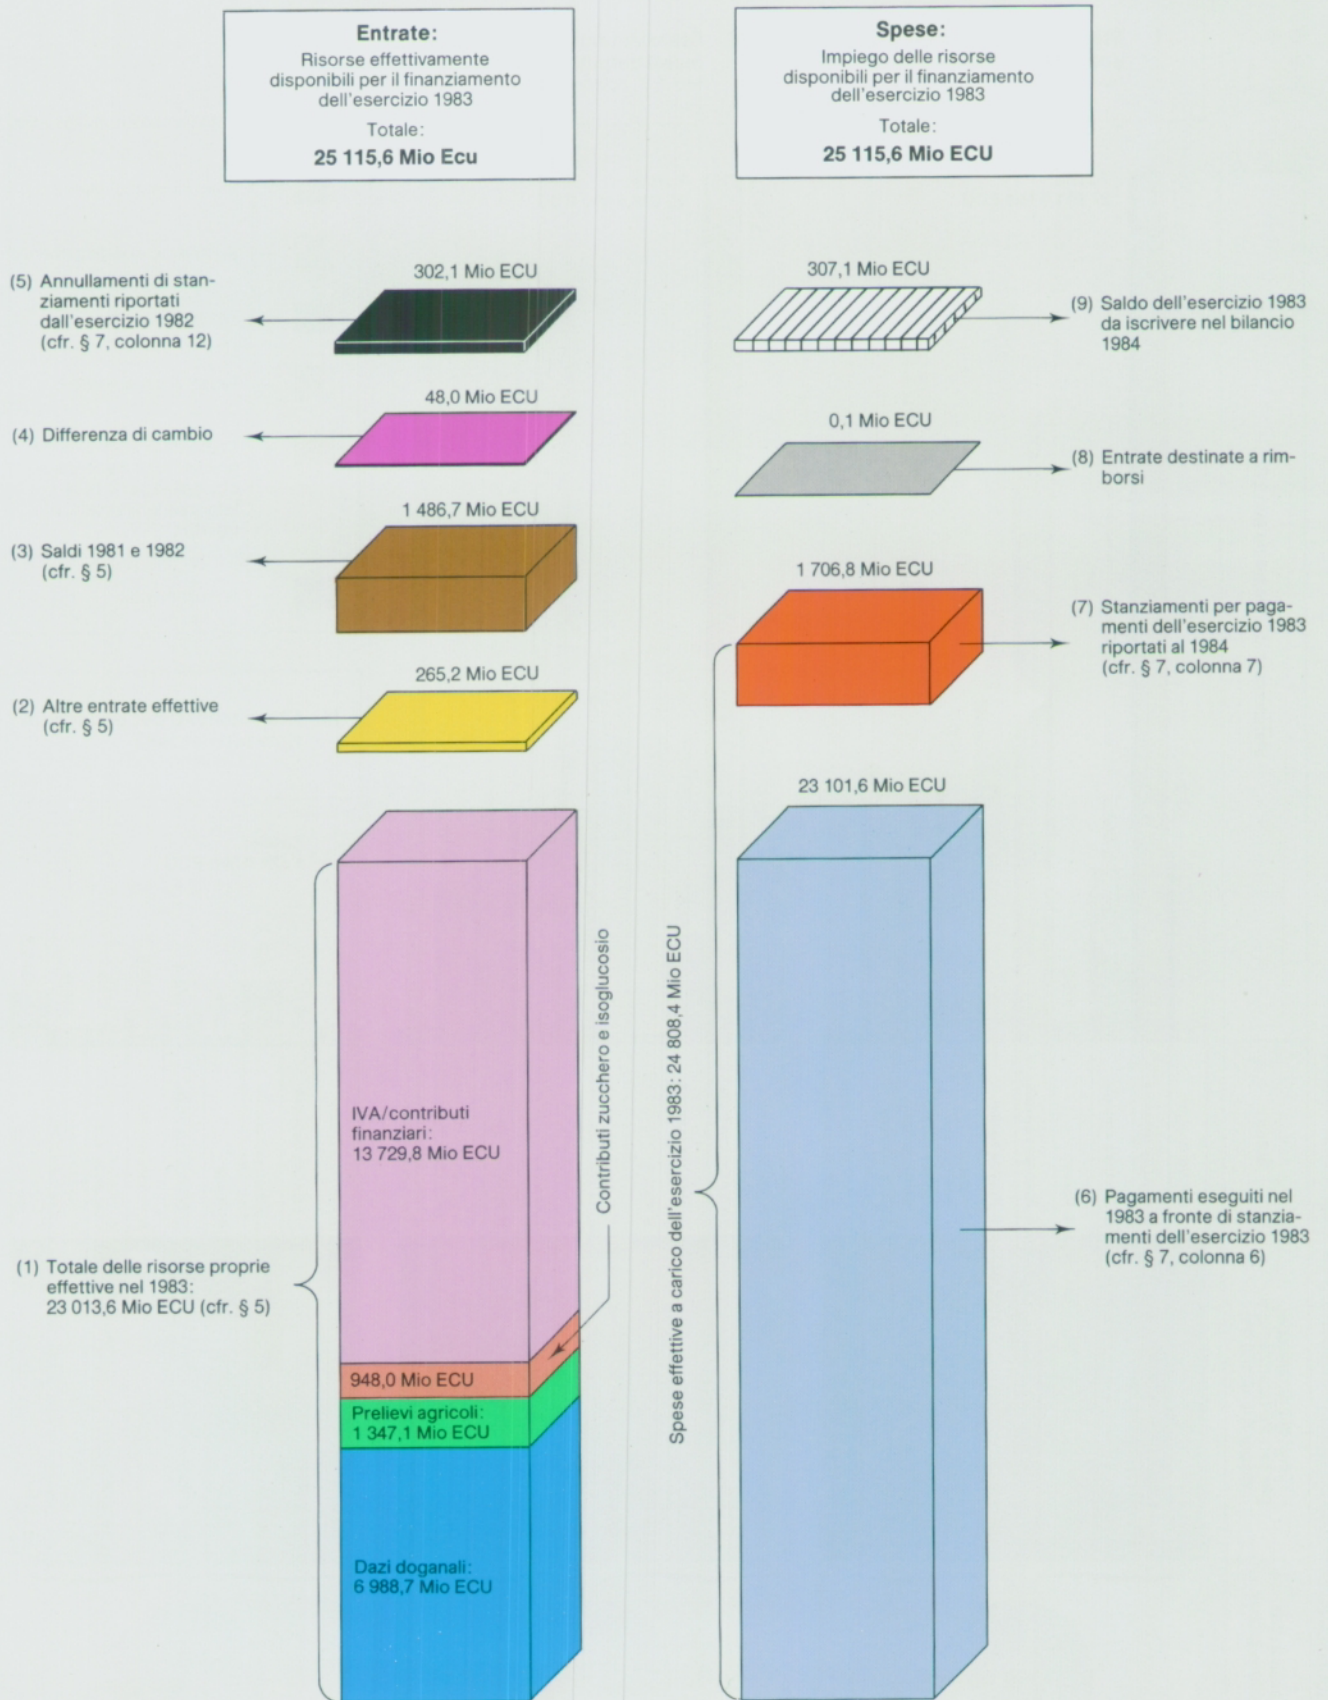 Entrate:
Risorse effettivamente
disponibili per il finanziamento
dell'esercizio 1983
Totale:
25 115,6 Mio Ecu
Spese:
Impiego delle risorse
disponibili per il finanziamento
dell'esercizio 1983
Totale:
25 115,6 Mio ECU
(5) Annullamenti di stan-
ziamenti riportati
dall'esercizio 1982
(cfr. § 7, colonna 12)
302,1 Mio ECU
(4) Differenza di cambio
48,0 Mio ECU
(3) Saldi 1981 e 1982
(cfr. § 5)
1 486,7 Mio ECU
(2) Altre entrate effettive
(cfr. § 5)
265,2 Mio ECU
(1) Totale delle risorse proprie
effettive nel 1983:
23 013,6 Mio ECU (cfr. § 5)
IVA/contributi
finanziari:
13 729,8 Mio ECU
Contributi zucchero e isoglucosio
948,0 Mio ECU
Prelievi agricoli:
1 347,1 Mio ECU
Dazi doganali:
6 988,7 Mio ECU
307,1 Mio ECU
(9) Saldo dell'esercizio 1983
da iscrivere nel bilancio
1984
0,1 Mio ECU
(8) Entrate destinate a rim-
borsi
1 706,8 Mio ECU
(7) Stanziamenti per paga-
menti dell'esercizio 1983
riportati al 1984
(cfr. § 7, colonna 7)
23 101,6 Mio ECU
Spese effettive a carico dell'esercizio 1983: 24 808,4 Mio ECU
(6) Pagamenti eseguiti nel
1983 a fronte di stanzia-
menti dell'esercizio 1983
(cfr. § 7, colonna 6)